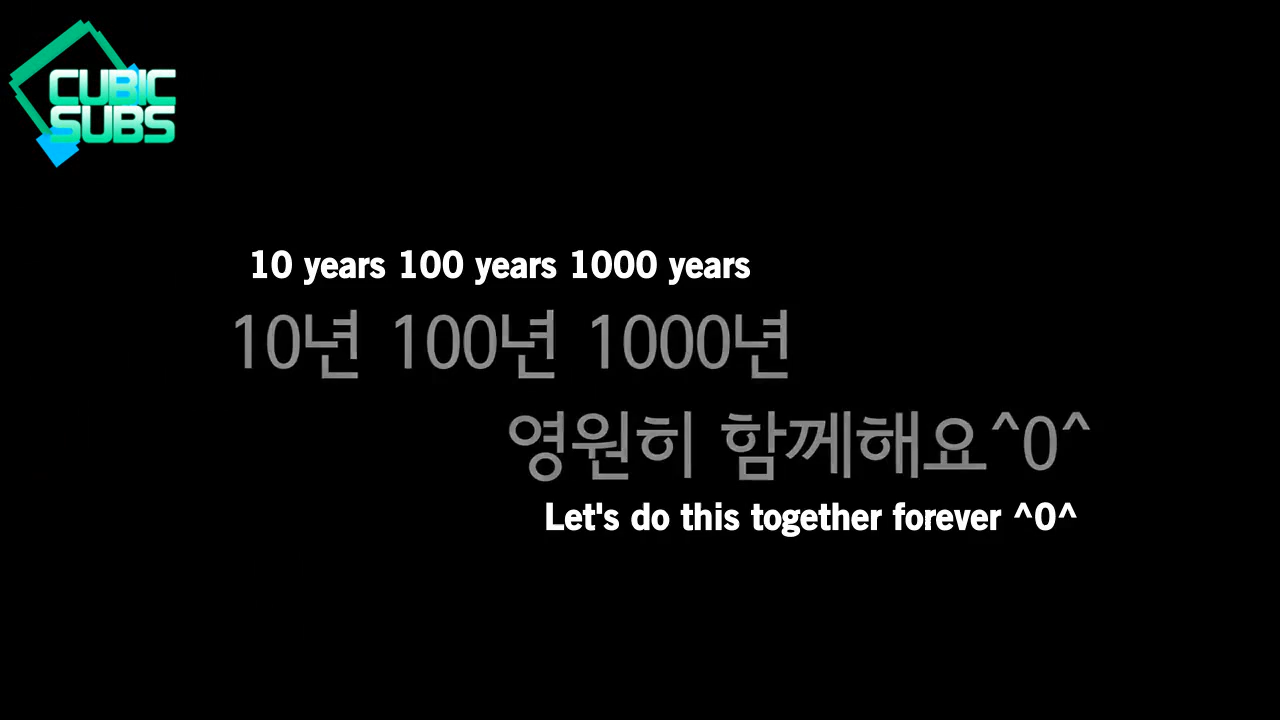 CUBIC
SUBS
10 years 100 years 1000 years
10년 100년 1000년
영원히 함께해요^0^
Let's do this together forever ^0^